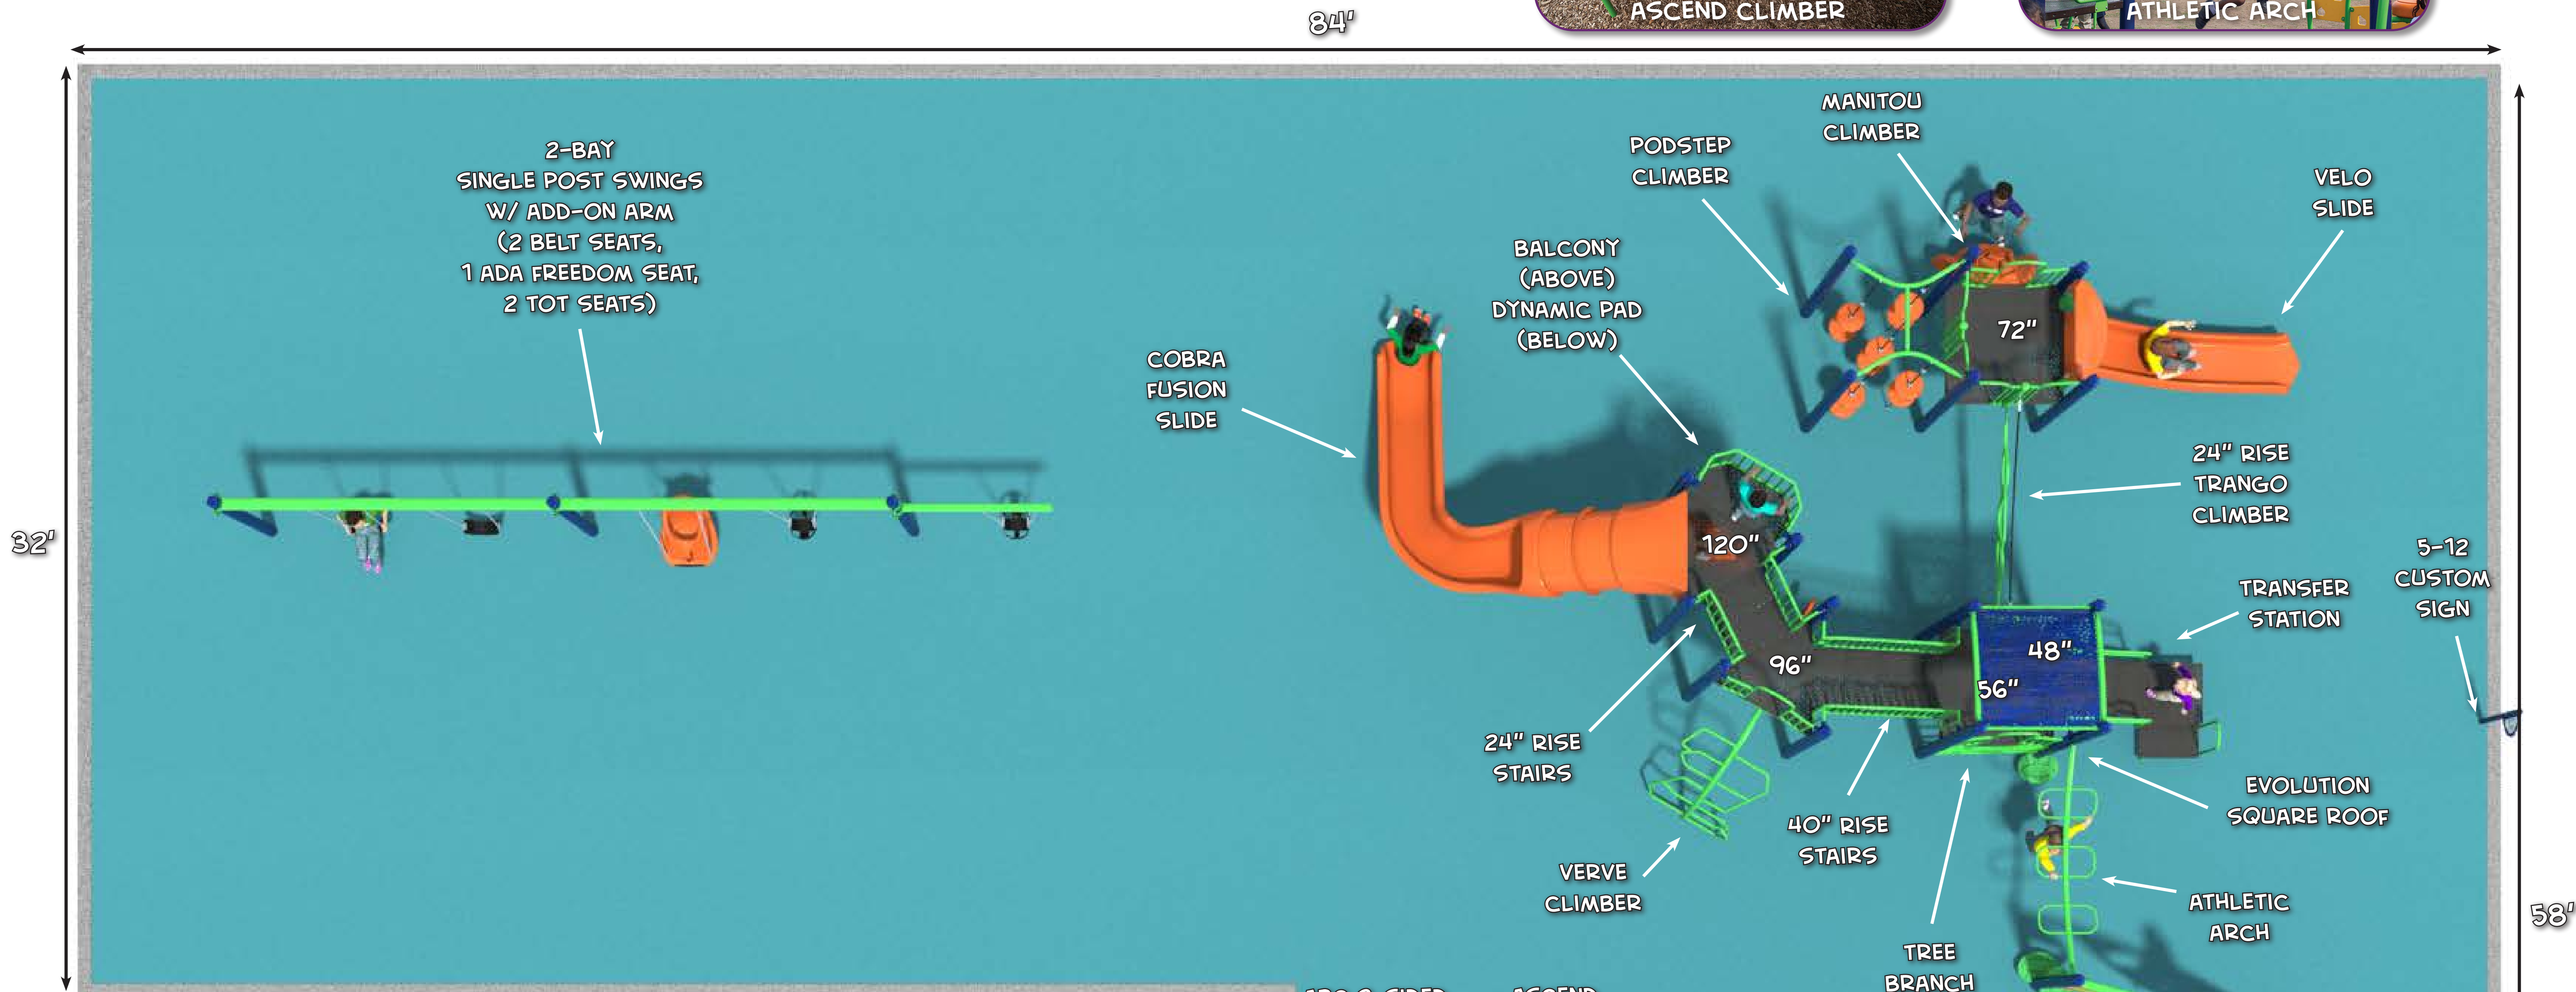 84'
ASCEND CLIMBER
ATHLETIC ARCH
2-BAY
SINGLE POST SWINGS
W/ ADD-ON ARM
(2 BELT SEATS,
1 ADA FREEDOM SEAT,
2 TOT SEATS)
MANITOU
CLIMBER
PODSTEP
CLIMBER
VELO
SLIDE
BALCONY
(ABOVE)
DYNAMIC PAD
(BELOW)
COBRA
FUSION
SLIDE
72"
24" RISE
TRANGO
CLIMBER
32'
120"
5-12
CUSTOM
SIGN
TRANSFER
STATION
48"
96"
56"
24" RISE
STAIRS
EVOLUTION
SQUARE ROOF
40" RISE
STAIRS
VERVE
CLIMBER
ATHLETIC
ARCH
58'
TREE
BRANCH
ASCEND